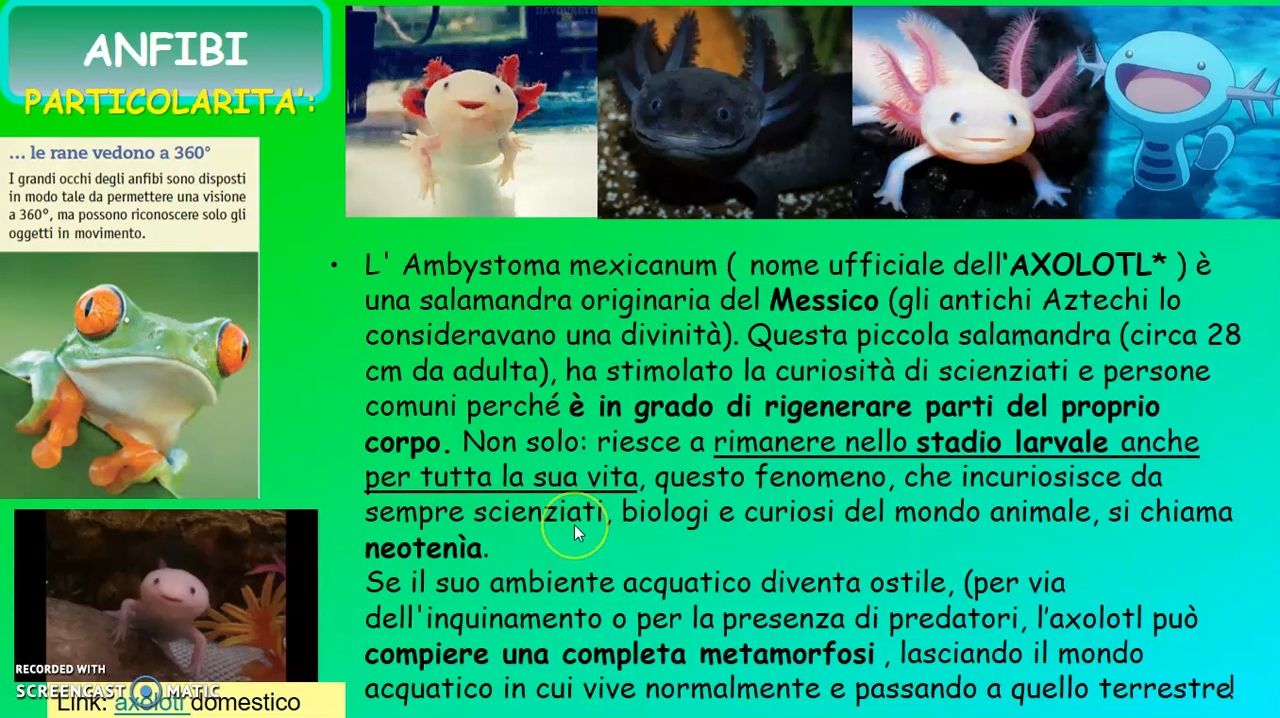 ANFIBI
PARTICOLARITA’:
... le rane vedono a 360°
I grandi occhi degli anfibi sono disposti
in modo tale da permettere una visione
a 360°, ma possono riconoscere solo gli
oggetti in movimento.
• L' Ambystoma mexicanum ( nome ufficiale dell‘AXOLOTL* ) è
una salamandra originaria del Messico (gli antichi Aztechi lo
consideravano una divinità). Questa piccola salamandra (circa 28
cm da adulta), ha stimolato la curiosità di scienziati e persone
comuni perché è in grado di rigenerare parti del proprio
corpo. Non solo: riesce a rimanere nello stadio larvale anche
per tutta la sua vita, questo fenomeno, che incuriosisce da
sempre scienziati, biologi e curiosi del mondo animale, si chiama
neotenìa.
Se il suo ambiente acquatico diventa ostile, (per via
dell'inquinamento o per la presenza di predatori, l’axolotl può
compiere una completa metamorfosi , lasciando il mondo
acquatico in cui vive normalmente e passando a quello terrestre!
RECORDED WITH
SCREENCAST MATIC
Link: axolotl domestico